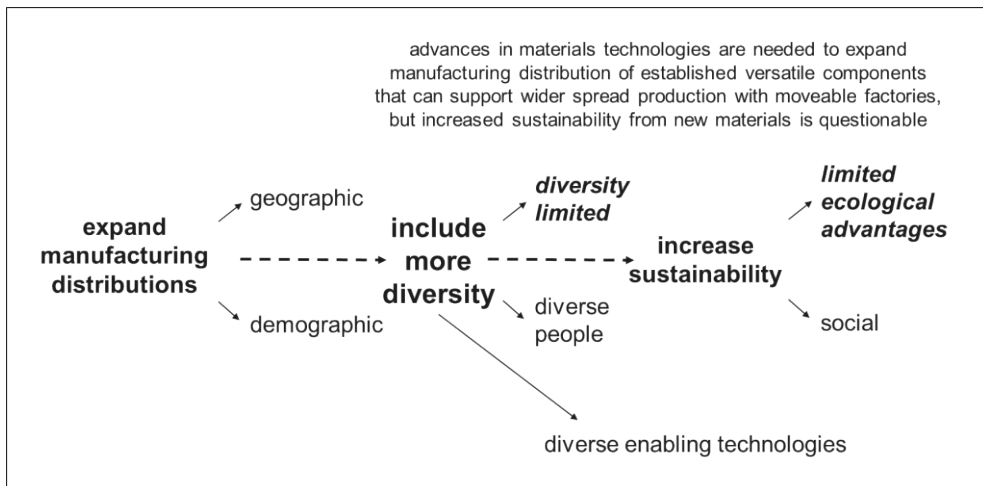 advances in materials technologies are needed to expand
manufacturing distribution of established versatile components
that can support wider spread production with moveable factories,
but increased sustainability from new materials is questionable
expand
manufacturing
distributions
geographic
demographic
include
more
diversity
diversity
limited
diverse
people
diverse enabling technologies
increase
sustainability
limited
ecological
advantages
social